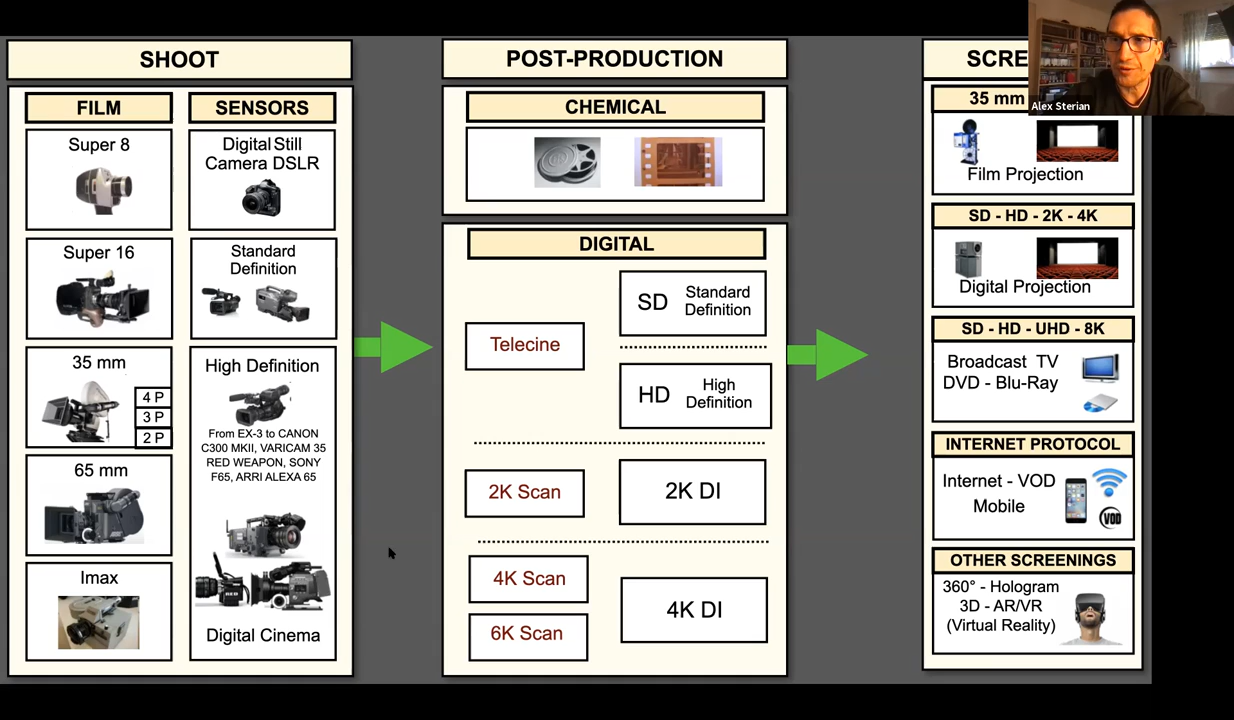 SHOOT
FILM
SENSORS
Super 8
Digital Still
Camera DSLR
Super 16
Standard
Definition
35 mm
4 P
3 P
2 P
High Definition
From EX-3 to CANON
C300 MKII, VARICAM 35
RED WEAPON, SONY
F65, ARRI ALEXA 65
65 mm
Imax
RED
Digital Cinema
POST-PRODUCTION
CHEMICAL
DIGITAL
Telecine
SD
Standard
Definition
HD
High
Definition
2K Scan
2K DI
4K Scan
6K Scan
4K DI
SCRE
Alex Sterian
35 mm
Film Projection
SD - HD - 2K - 4K
Digital Projection
SD - HD - UHD - 8K
Broadcast TV
DVD - Blu-Ray
INTERNET PROTOCOL
Internet - VOD
Mobile
VOD
OTHER SCREENINGS
360° - Hologram
3D - AR/VR
(Virtual Reality)